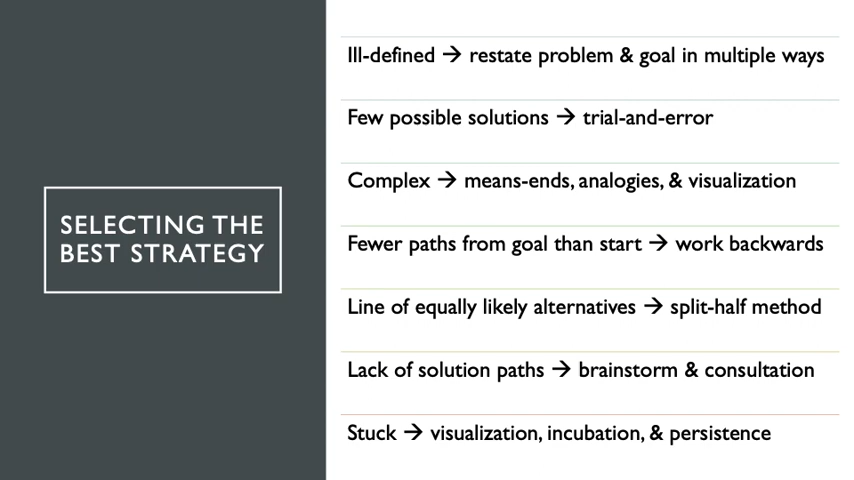 SELECTING THE
BEST STRATEGY
Ill-defined → restate problem & goal in multiple ways
Few possible solutions → trial-and-error
Complex → means-ends, analogies, & visualization
Fewer paths from goal than start → work backwards
Line of equally likely alternatives → split-half method
Lack of solution paths → brainstorm & consultation
Stuck → visualization, incubation, & persistence